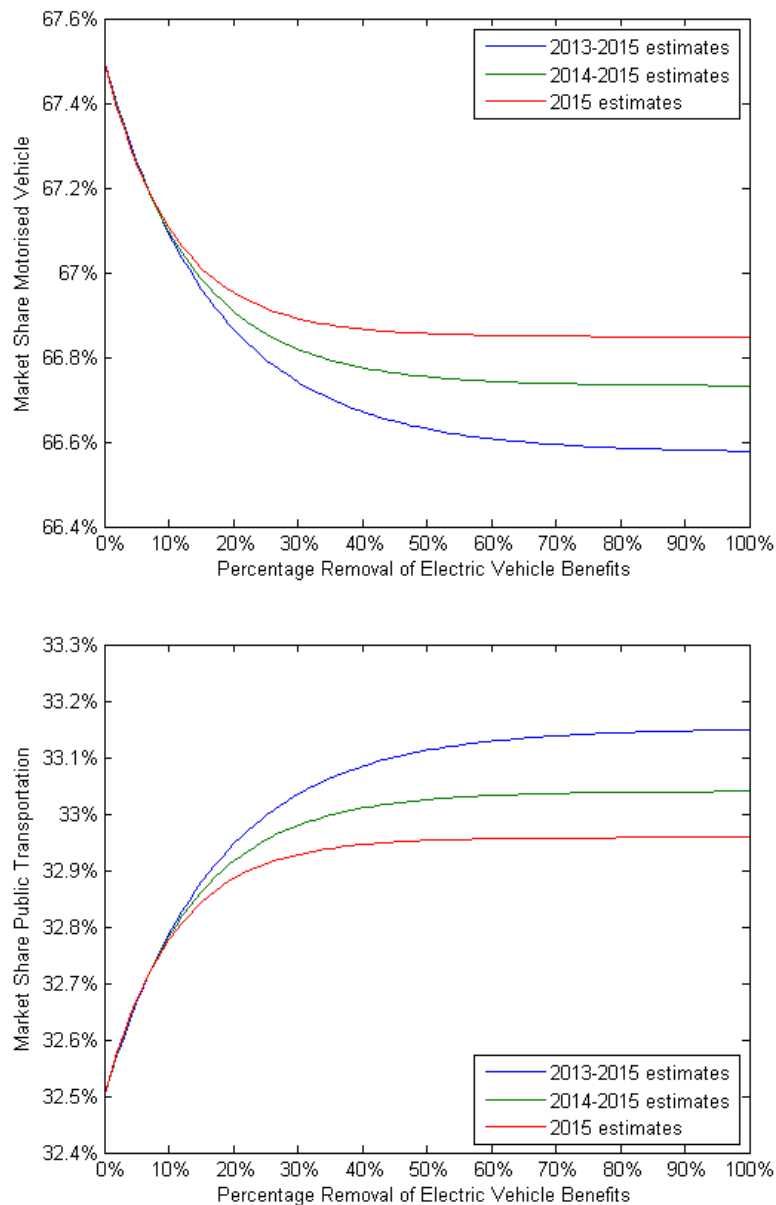 67.6%
67.4%
67.2%
67%
66.8%
66.6%
66.4%
Market Share Motorised Vehicle
2013-2015 estimates
2014-2015 estimates
2015 estimates
0% 10% 20% 30% 40% 50% 60% 70% 80% 90% 100%
Percentage Removal of Electric Vehicle Benefits
33.3%
33.2%
33.1%
33%
32.9%
32.8%
32.7%
32.6%
32.5%
32.4%
Market Share Public Transportation
2013-2015 estimates
2014-2015 estimates
2015 estimates
0% 10% 20% 30% 40% 50% 60% 70% 80% 90% 100%
Percentage Removal of Electric Vehicle Benefits